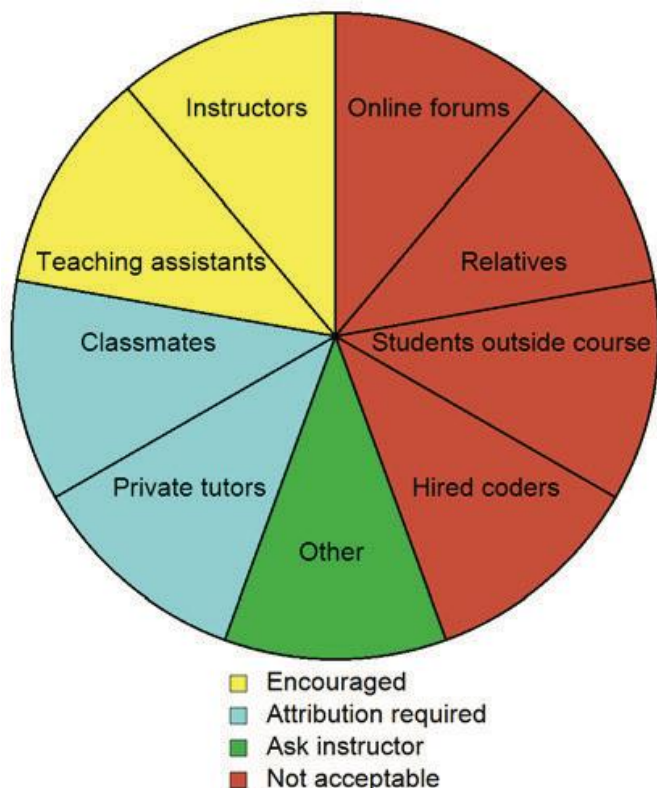 Instructors
Online forums
Teaching assistants
Relatives
Classmates
Students outside course
Private tutors
Hired coders
Other
Encouraged
Attribution required
Ask instructor
Not acceptable